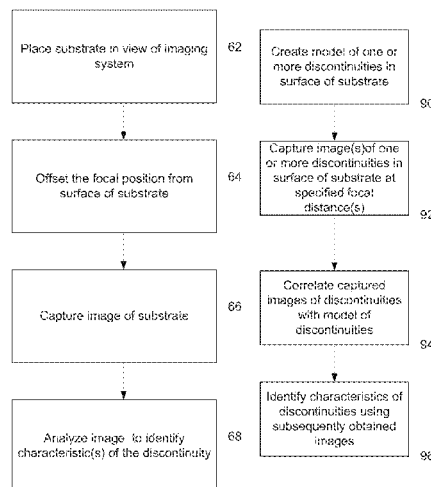 Place substrate in view of imaging
system
62
Offset the focal position from
surface of substrate
64
Capture image of substrate
66
Analyze image to identify
characteristic(s) of the discontinuity
68
Create model of one or
more discontinuities in
surface of substrate
90
Capture image(s)of one
or more discontinuities in
surface of substrate at
specified focal
distance(s)
92
Correlate captured
images of discontinuities
with model of
discontinuities
94
Identify characteristics of
discontinuities using
subsequently obtained
images
96